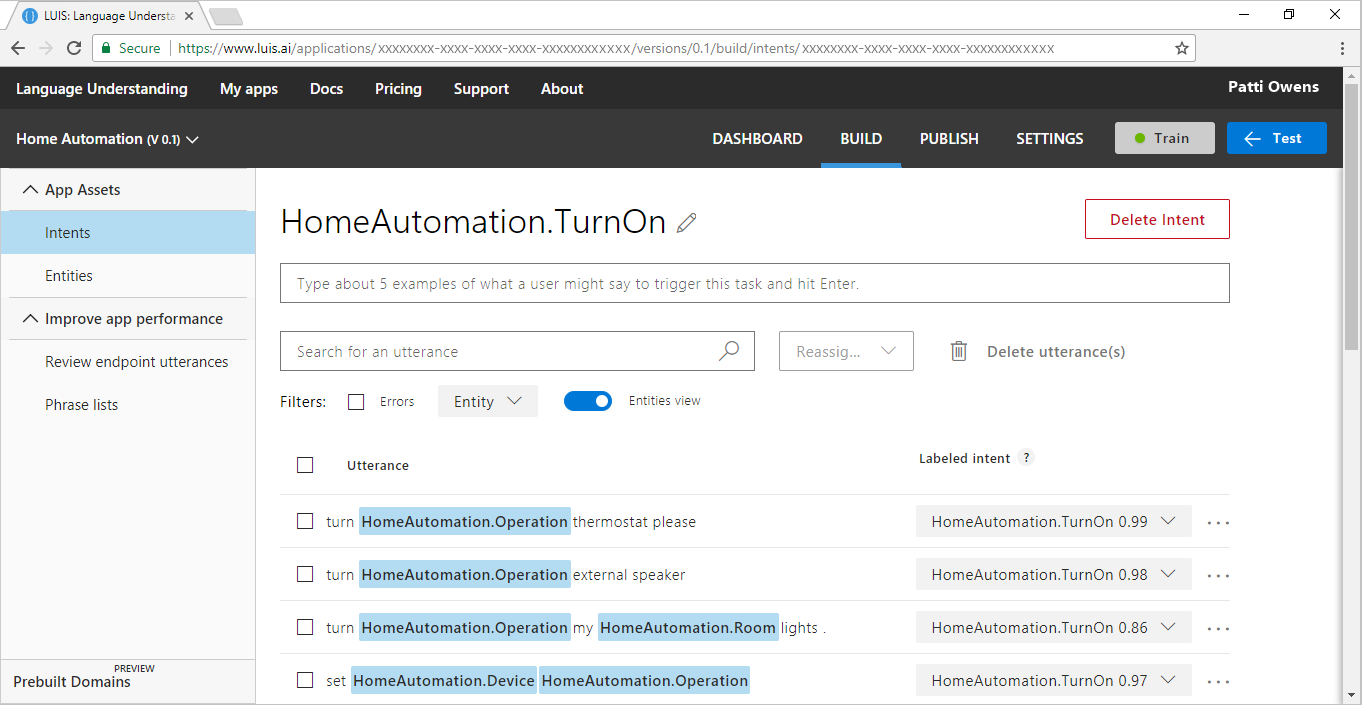 LUIS: Language Understa
Secure https://www.luis.ai/applications/xxxxxxxx-xxxx-xxxx-xxxx-xxxxxxxxxxxx/versions/0.1/build/intents/xxxxxxxx-xxxx-xxxx-xxxx-xxxxxxxxxxxx
Language Understanding My apps Docs Pricing Support About Patti Owens
Home Automation (V 0.1) DASHBOARD BUILD PUBLISH SETTINGS Train Test
App Assets
Intents
Entities
Improve app performance
Review endpoint utterances
Phrase lists
PREVIEW
Prebuilt Domains
HomeAutomation.TurnOn
Delete Intent
Type about 5 examples of what a user might say to trigger this task and hit Enter.
Search for an utterance Reassig... Delete utterance(s)
Filters: Errors Entity Entities view
Utterance Labeled intent ?
turn HomeAutomation.Operation thermostat please HomeAutomation.TurnOn 0.99 ...
turn HomeAutomation.Operation external speaker HomeAutomation.TurnOn 0.98 ...
turn HomeAutomation.Operation my HomeAutomation.Room lights . HomeAutomation.TurnOn 0.86 ...
set HomeAutomation.Device HomeAutomation.Operation HomeAutomation.TurnOn 0.97 ...